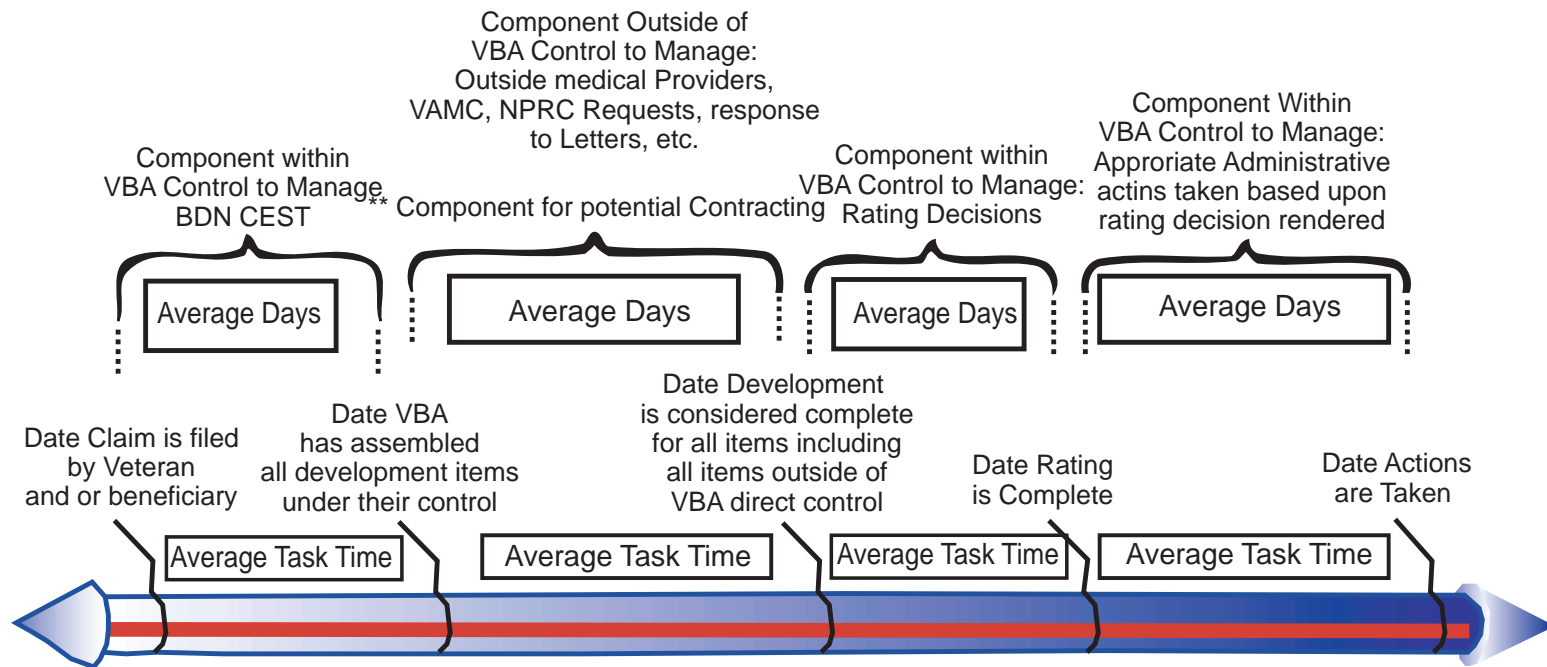 Component Outside of
VBA Control to Manage:
Outside medical Providers,
VAMC, NPRC Requests, response
to Letters, etc.
Component Within
VBA Control to Manage:
Approriate Administrative
actins taken based upon
rating decision rendered
Component within
VBA Control to Manage
BDN CEST
** Component for potential Contracting
Component within
VBA Control to Manage:
Rating Decisions
Average Days
Average Days
Average Days
Average Days
Date Claim is filed
by Veteran
and or beneficiary
Date VBA
has assembled
all development items
under their control
Date Development
is considered complete
for all items including
all items outside of
VBA direct control
Date Rating
is Complete
Date Actions
are Taken
Average Task Time
Average Task Time
Average Task Time
Average Task Time